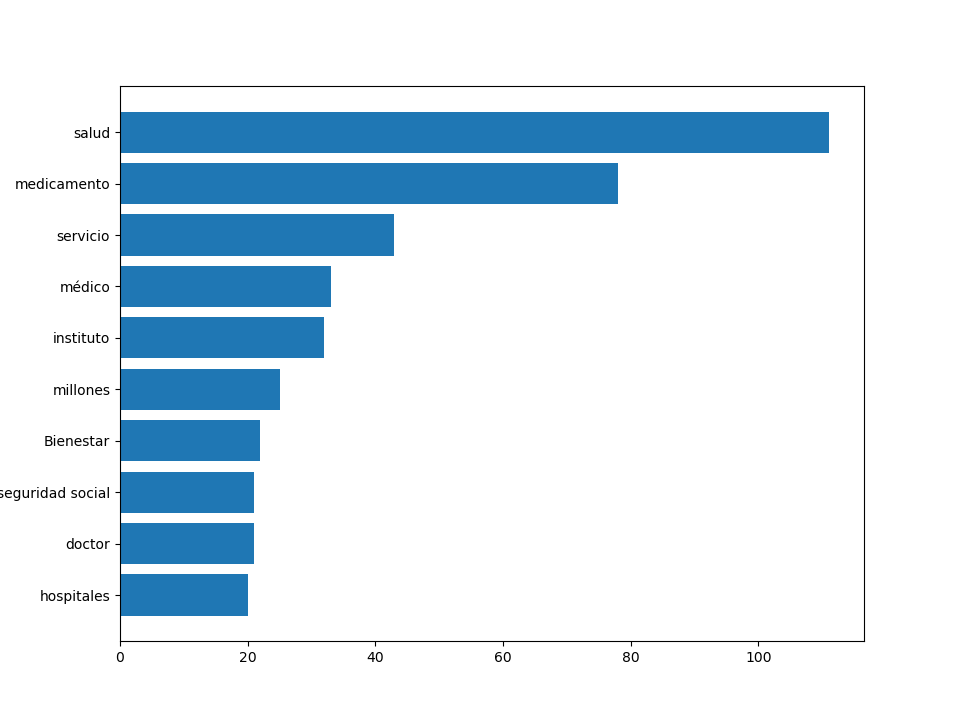 salud
medicamento
servicio
médico
instituto
millones
Bienestar
seguridad social
doctor
hospitales
0 20 40 60 80 100